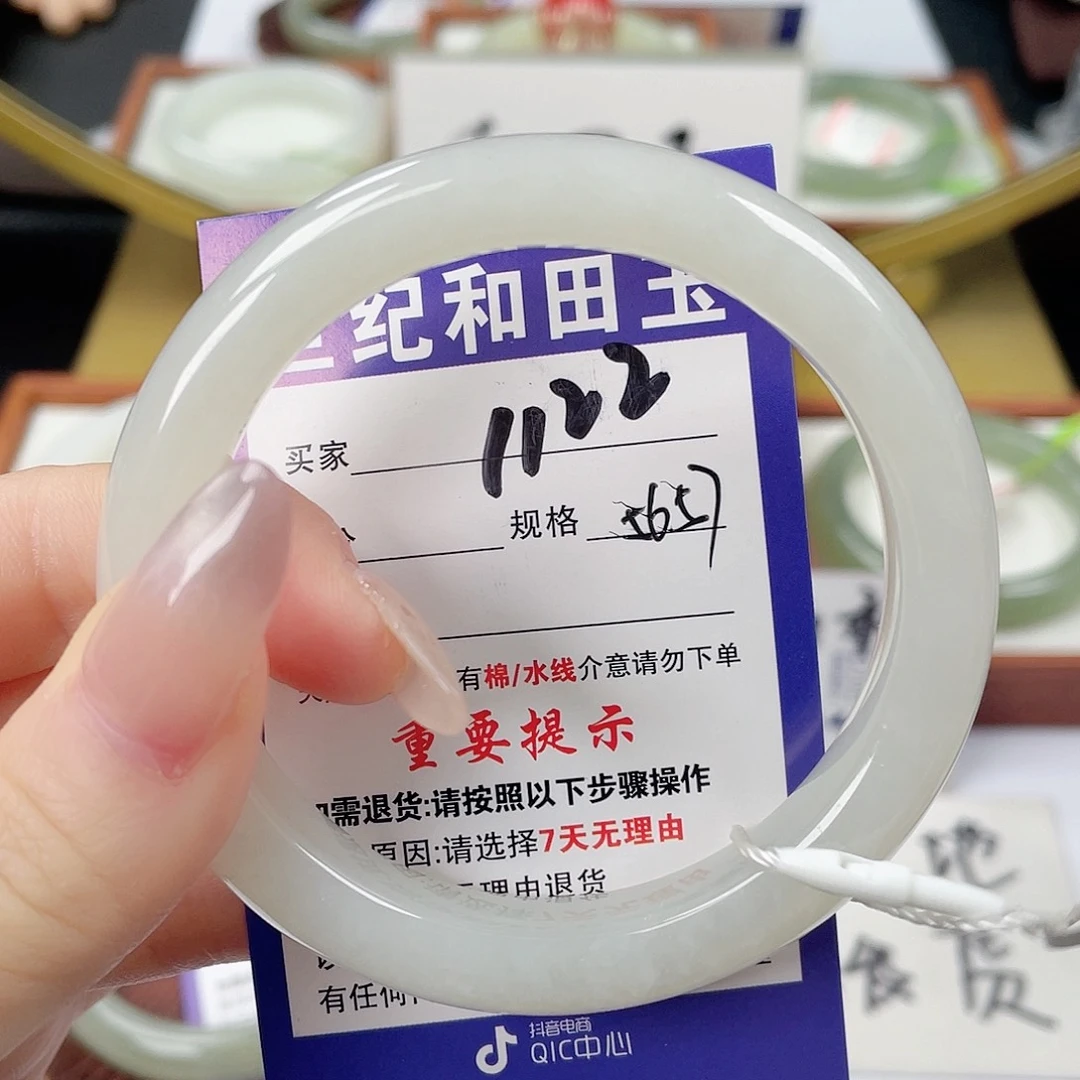 纪和田玉
买家 1122
规格 5657
有棉/水线介意请勿下单
重要提示
需退货:请按照以下步骤操作
原因:请选择7天无理由
无理由退货
有任何
抖音电商
QIC中心